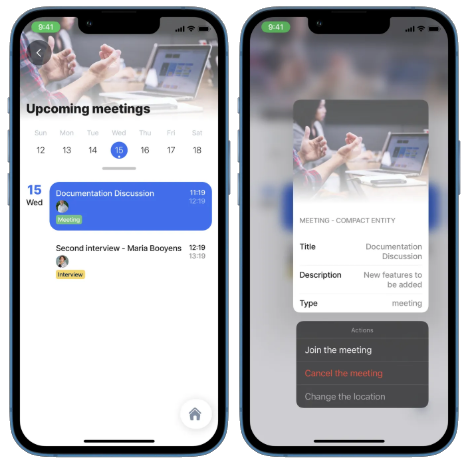 9:41
Upcoming meetings
Sun Mon Tue Wed Thu Fri Sat
12 13 14 15 16 17 18
15
Wed
Documentation Discussion 11:19
12:19
Meeting
Second interview - Maria Booyens 12:19
13:19
Interview
9:41
MEETING - COMPACT ENTITY
Title Documentation
Discussion
Description New features to
be added
Type meeting
Actions
Join the meeting
Cancel the meeting
Change the location